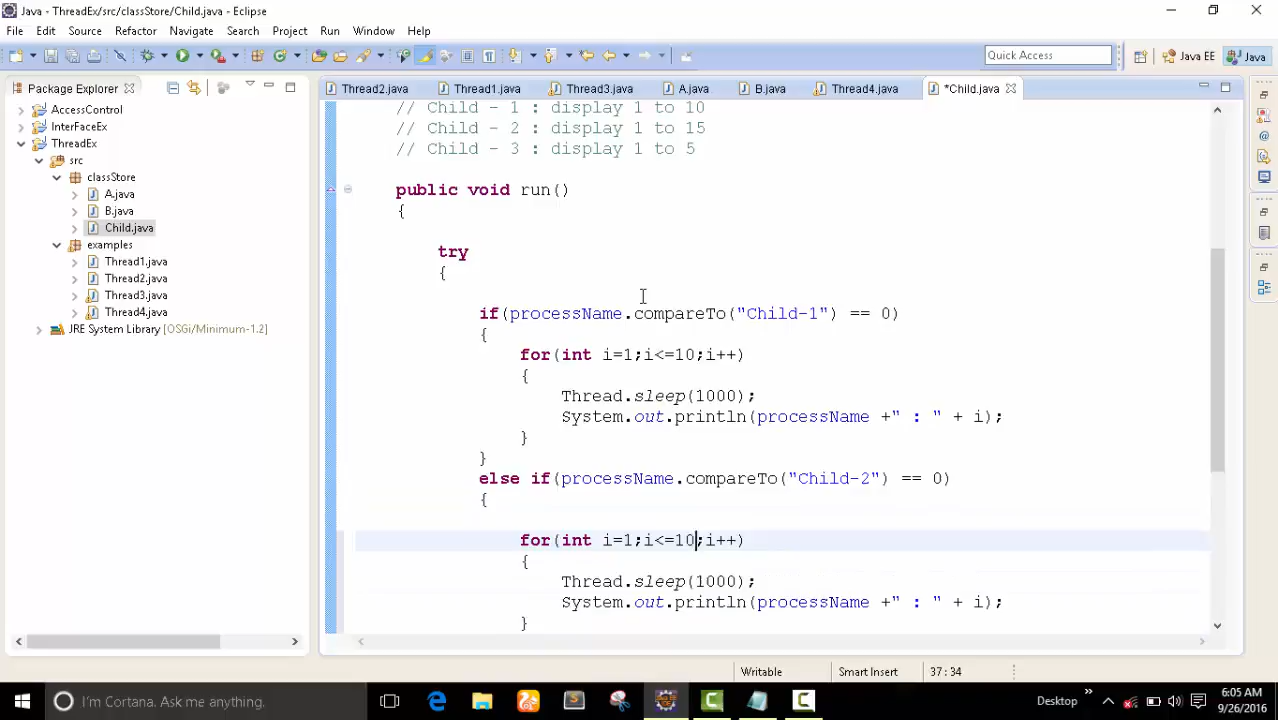 Java - ThreadEx/src/classStore/Child.java - Eclipse
File Edit Source Refactor Navigate Search Project Run Window Help
Quick Access
Java EE
Java
Package Explorer
Thread2.java
Thread1.java
Thread3.java
A.java
B.java
Thread4.java
*Child.java
AccessControl
InterFaceEx
ThreadEx
src
classStore
A.java
B.java
Child.java
examples
Thread1.java
Thread2.java
Thread3.java
Thread4.java
JRE System Library [OSGi/Minimum-1.2]
// Child - 1 : display 1 to 10
// Child - 2 : display 1 to 15
// Child - 3 : display 1 to 5
public void run()
{
try
{
if(processName.compareTo("Child-1") == 0)
{
for(int i=1;i<=10;i++)
{
Thread.sleep(1000);
System.out.println(processName +" : " + i);
}
}
else if(processName.compareTo("Child-2") == 0)
{
for(int i=1;i<=10;i++)
{
Thread.sleep(1000);
System.out.println(processName +" : " + i);
}
Writable
Smart Insert
37:34
I'm Cortana. Ask me anything.
Desktop
6:05 AM
9/26/2016